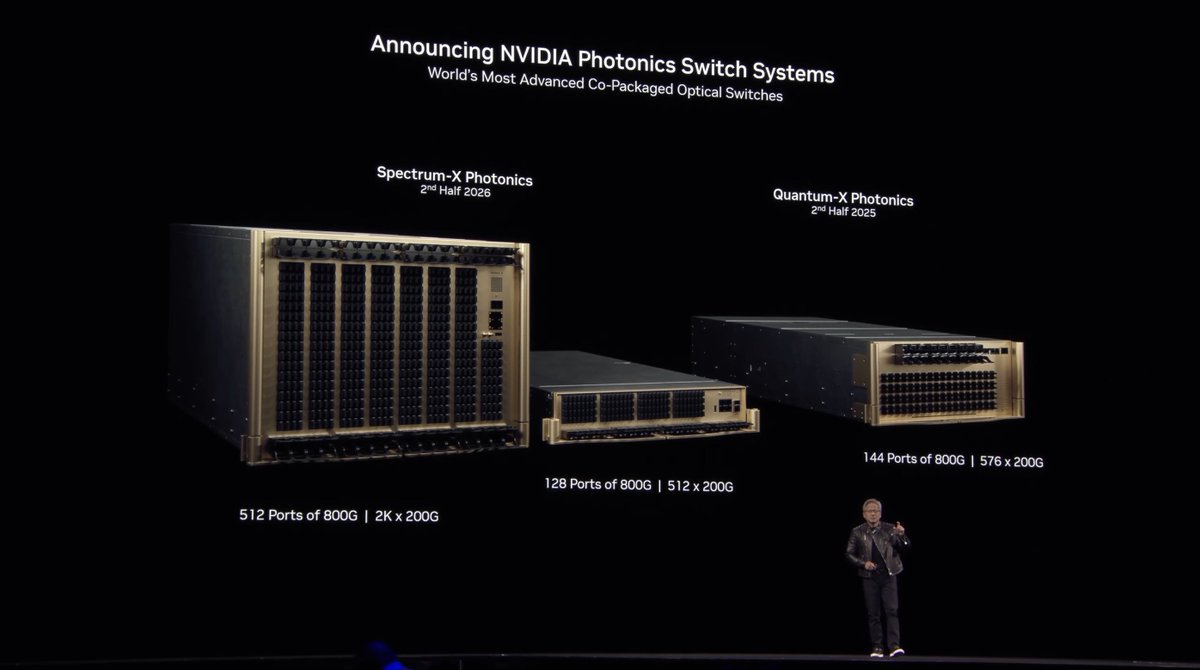 Announcing NVIDIA Photonics Switch Systems
World's Most Advanced Co-Packaged Optical Switches
Spectrum-X Photonics
2nd Half 2026
Quantum-X Photonics
2nd Half 2025
144 Ports of 800G | 576 x 200G
128 Ports of 800G | 512 x 200G
512 Ports of 800G | 2K x 200G